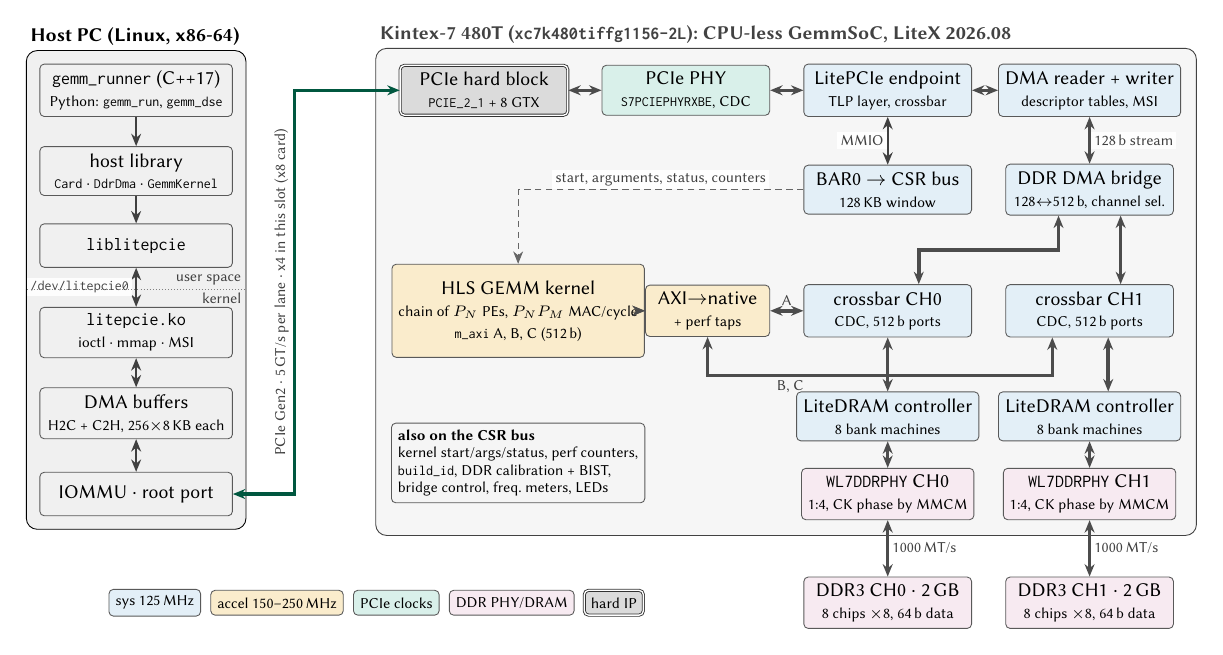 Host PC (Linux, x86-64)
gemm_runner (C++17)
Python: gemm_run, gemm_dse
host library
Card · DdrDma · GemmKernel
liblitepcie
user space
/dev/litepcie0
kernel
litepcie.ko
ioctl · mmap · MSI
DMA buffers
H2C + C2H, 256×8 KB each
IOMMU · root port
PCIe Gen2 · 5 GT/s per lane · x4 in this slot (x8 card)
Kintex-7 480T (xc7k480tiffg1156-2L): CPU-less GemmSoC, LiteX 2026.08
PCIe hard block
PCIE_2_1 + 8 GTX
PCIe PHY
S7PCIEPHYRXBE, CDC
LitePCIe endpoint
TLP layer, crossbar
DMA reader + writer
descriptor tables, MSI
MMIO
128 b stream
start, arguments, status, counters
BAR0 → CSR bus
128 KB window
DDR DMA bridge
128↔512 b, channel sel.
HLS GEMM kernel
chain of P_N PEs, P_N P_M MAC/cycle
m_axi A, B, C (512 b)
AXI→native
+ perf taps
A
crossbar CH0
CDC, 512 b ports
crossbar CH1
CDC, 512 b ports
B, C
LiteDRAM controller
8 bank machines
LiteDRAM controller
8 bank machines
also on the CSR bus
kernel start/args/status, perf counters,
build_id, DDR calibration + BIST,
bridge control, freq. meters, LEDs
WL7DDRPHY CH0
1:4, CK phase by MMCM
WL7DDRPHY CH1
1:4, CK phase by MMCM
1000 MT/s
1000 MT/s
DDR3 CH0 · 2 GB
8 chips ×8, 64 b data
DDR3 CH1 · 2 GB
8 chips ×8, 64 b data
sys 125 MHz
accel 150–250 MHz
PCIe clocks
DDR PHY/DRAM
hard IP